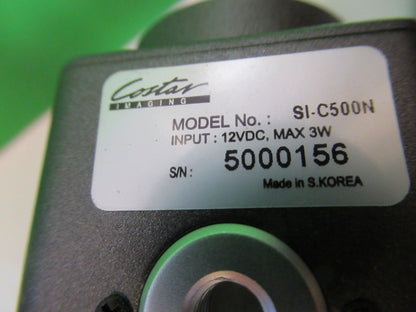 Costar
IMAGING
MODEL No. : SI-C500N
INPUT : 12VDC, MAX 3W
S/N : 5000156
Made in S.KOREA